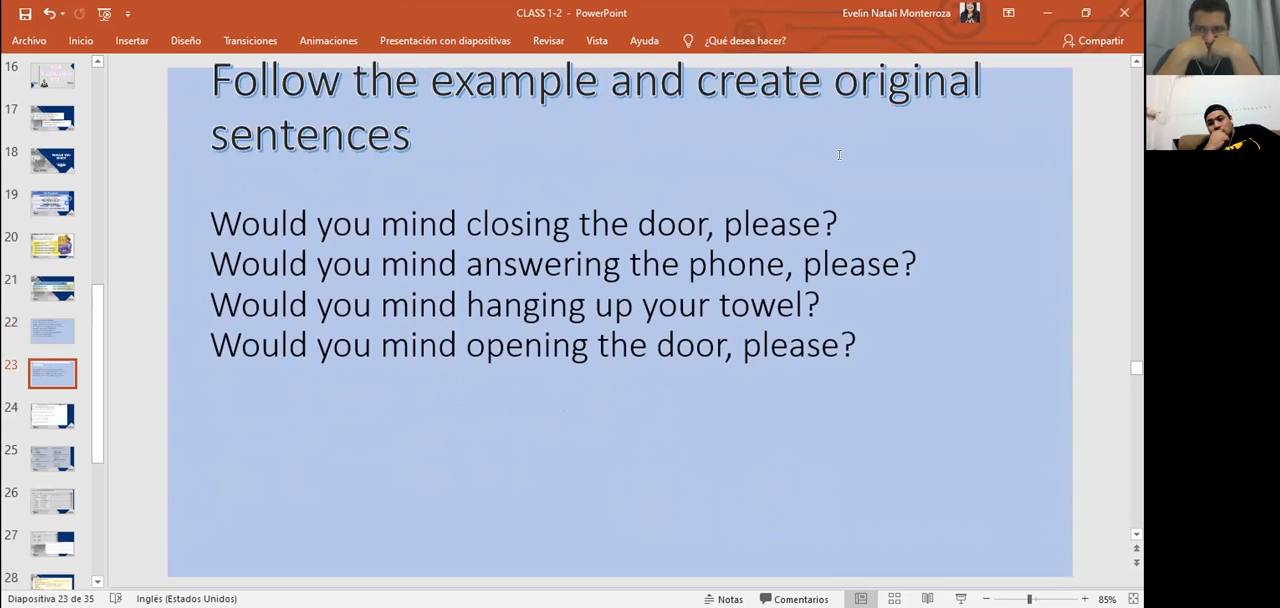 CLASS 1-2 - PowerPoint
Evelin Natali Monterroza
Archivo Inicio Insertar Diseño Transiciones Animaciones Presentación con diapositivas Revisar Vista Ayuda ¿Qué desea hacer? Compartir
Follow the example and create original
sentences
Would you mind closing the door, please?
Would you mind answering the phone, please?
Would you mind hanging up your towel?
Would you mind opening the door, please?
16
17
18
19
20
21
22
23
24
25
26
27
28
Diapositiva 23 de 35 Inglés (Estados Unidos) Notas Comentarios 85%